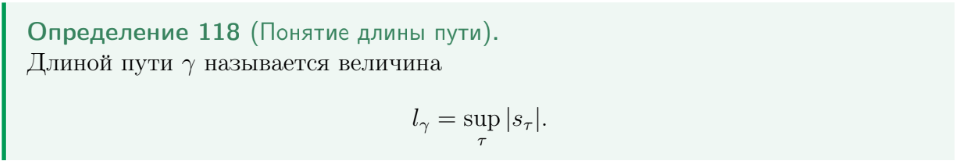 Определение 118 (Понятие длины пути).
Длиной пути γ называется величина
l_γ = sup_τ |s_τ|.